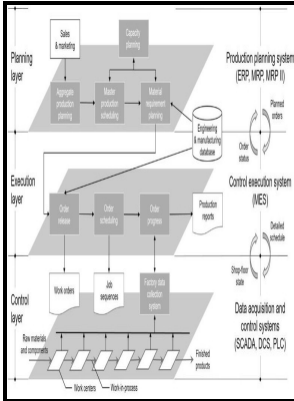 Planning
layer
Sales
& marketing
Capacity
planning
Aggregate
production
planning
Master
production
scheduling
Material
requirement
planning
Engineering
& manufacturing
database
Production planning system
(ERP, MRP, MRP II)
Order
status
Planned
orders
Execution
layer
Order
release
Order
scheduling
Order
progress
Production
reports
Control execution system
(MES)
Work orders
Job
sequences
Factory data
collection
system
Shop-floor
state
Detailed
schedule
Control
layer
Raw materials
and components
Finished
products
Work centers
Work-in-process
Data acquisition
and control systems
(SCADA, DCS, PLC)